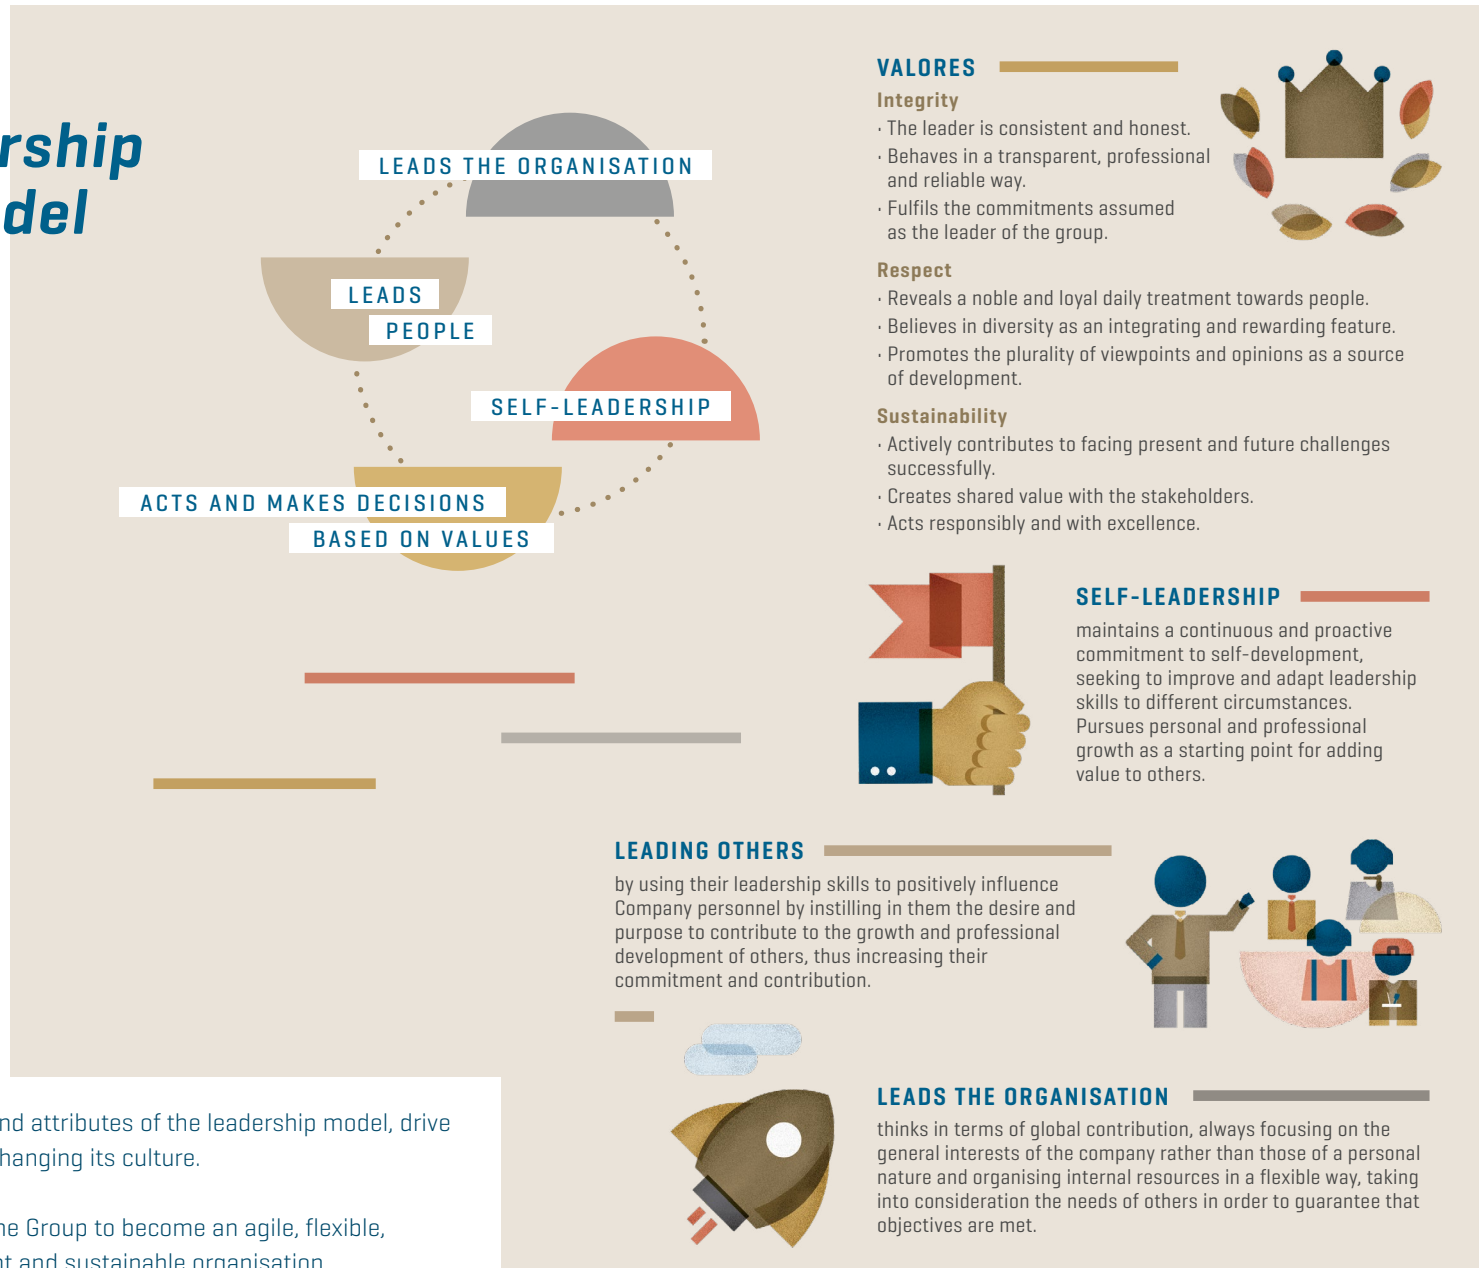 rship
del
LEADS THE ORGANISATION
LEADS
PEOPLE
SELF-LEADERSHIP
ACTS AND MAKES DECISIONS
BASED ON VALUES
VALORES
Integrity
· The leader is consistent and honest.
· Behaves in a transparent, professional
and reliable way.
· Fulfils the commitments assumed
as the leader of the group.
Respect
· Reveals a noble and loyal daily treatment towards people.
· Believes in diversity as an integrating and rewarding feature.
· Promotes the plurality of viewpoints and opinions as a source
of development.
Sustainability
· Actively contributes to facing present and future challenges
successfully.
· Creates shared value with the stakeholders.
· Acts responsibly and with excellence.
SELF-LEADERSHIP
maintains a continuous and proactive
commitment to self-development,
seeking to improve and adapt leadership
skills to different circumstances.
Pursues personal and professional
growth as a starting point for adding
value to others.
LEADING OTHERS
by using their leadership skills to positively influence
Company personnel by instilling in them the desire and
purpose to contribute to the growth and professional
development of others, thus increasing their
commitment and contribution.
LEADS THE ORGANISATION
thinks in terms of global contribution, always focusing on the
general interests of the company rather than those of a personal
nature and organising internal resources in a flexible way, taking
into consideration the needs of others in order to guarantee that
objectives are met.
nd attributes of the leadership model, drive
hanging its culture.
he Group to become an agile, flexible,
nt and sustainable organisation